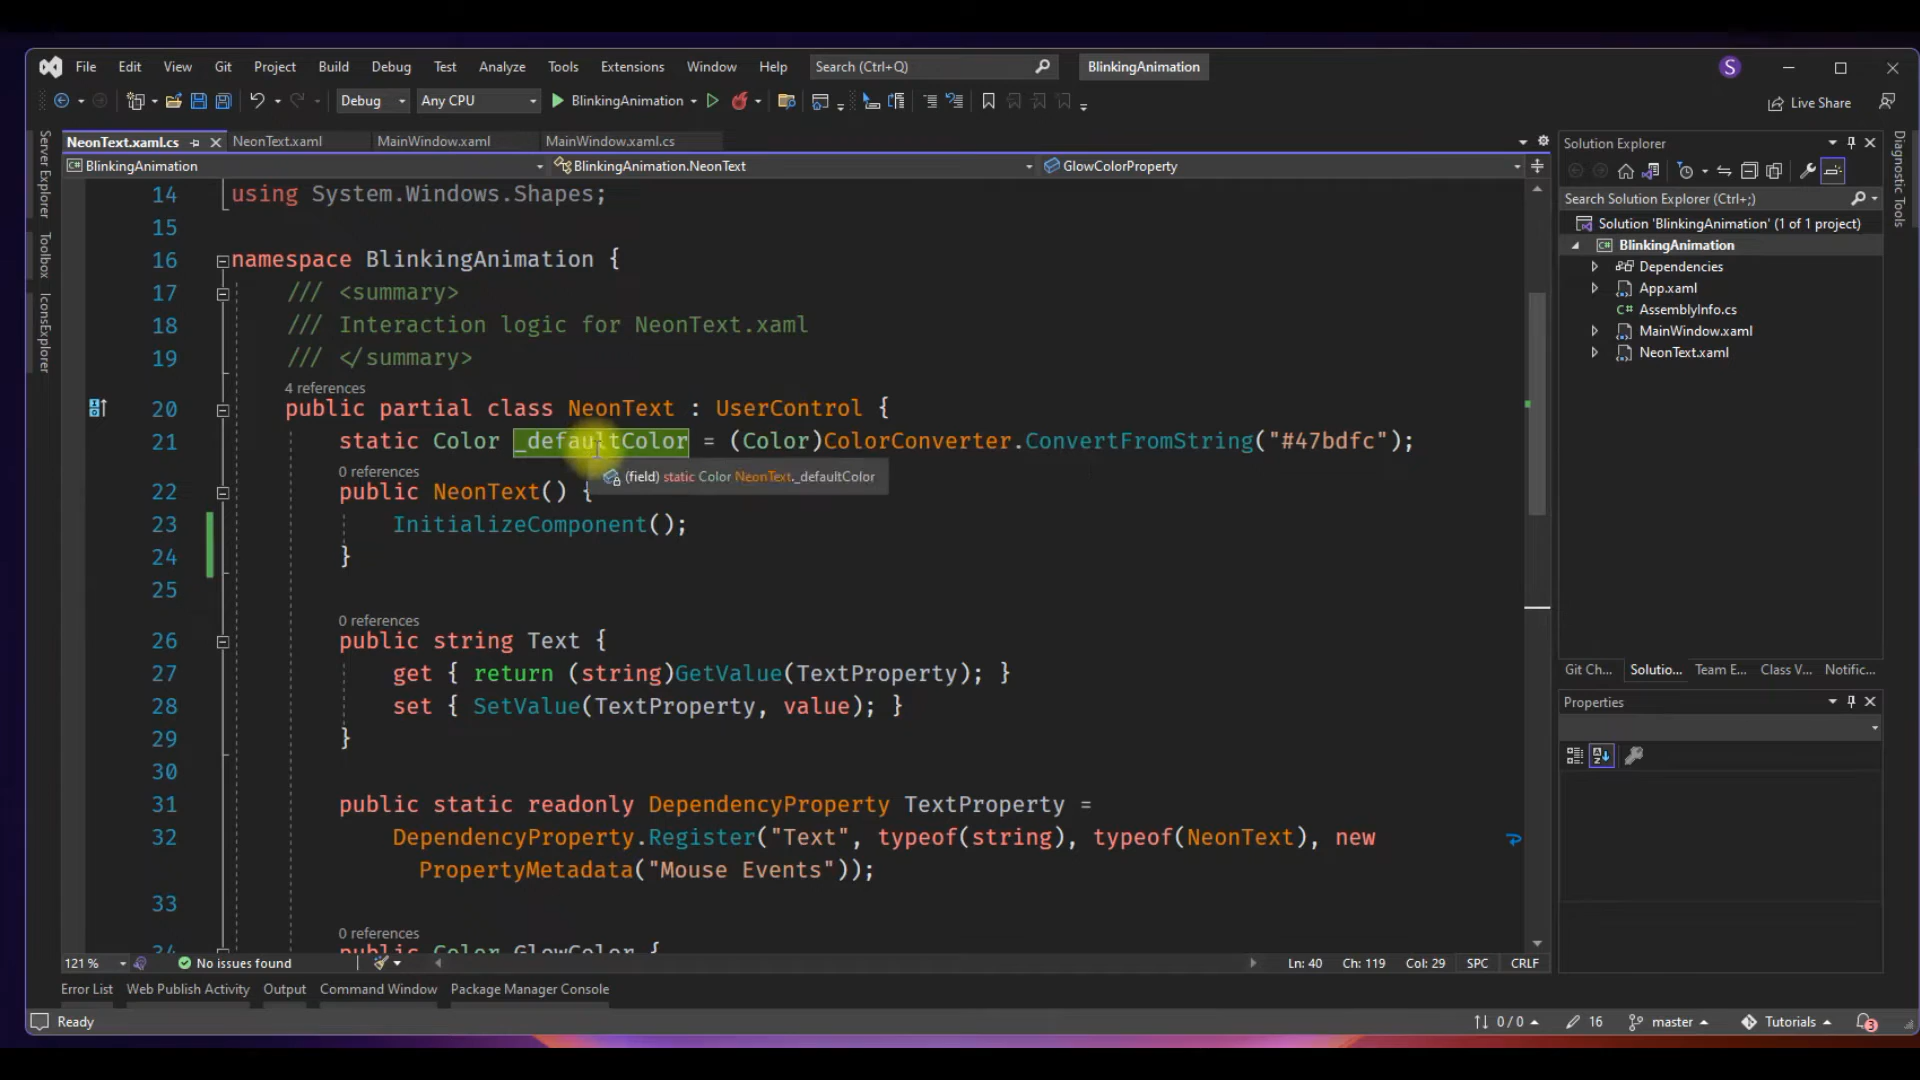 File Edit View Git Project Build Debug Test Analyze Tools Extensions Window Help Search (Ctrl+Q) BlinkingAnimation S
Debug Any CPU BlinkingAnimation Live Share
NeonText.xaml.cs NeonText.xaml MainWindow.xaml MainWindow.xaml.cs
BlinkingAnimation BlinkingAnimation.NeonText GlowColorProperty
14 using System.Windows.Shapes;
15
16 namespace BlinkingAnimation {
17 /// <summary>
18 /// Interaction logic for NeonText.xaml
19 /// </summary>
4 references
20 public partial class NeonText : UserControl {
21 static Color _defaultColor = (Color)ColorConverter.ConvertFromString("#47bdfc");
0 references
(field) static Color NeonText._defaultColor
22 public NeonText() {
23 InitializeComponent();
24 }
25
0 references
26 public string Text {
27 get { return (string)GetValue(TextProperty); }
28 set { SetValue(TextProperty, value); }
29 }
30
31 public static readonly DependencyProperty TextProperty =
32 DependencyProperty.Register("Text", typeof(string), typeof(NeonText), new
PropertyMetadata("Mouse Events"));
33
0 references
34 public Color GlowColor {
121 % No issues found Ln: 40 Ch: 119 Col: 29 SPC CRLF
Error List Web Publish Activity Output Command Window Package Manager Console
Ready 0 / 0 16 master Tutorials 3
Server Explorer
Toolbox
IconsExplorer
Solution Explorer
Search Solution Explorer (Ctrl+;)
Solution 'BlinkingAnimation' (1 of 1 project)
BlinkingAnimation
Dependencies
App.xaml
AssemblyInfo.cs
MainWindow.xaml
NeonText.xaml
Git Ch... Solutio... Team E... Class V... Notific...
Properties
Diagnostic Tools